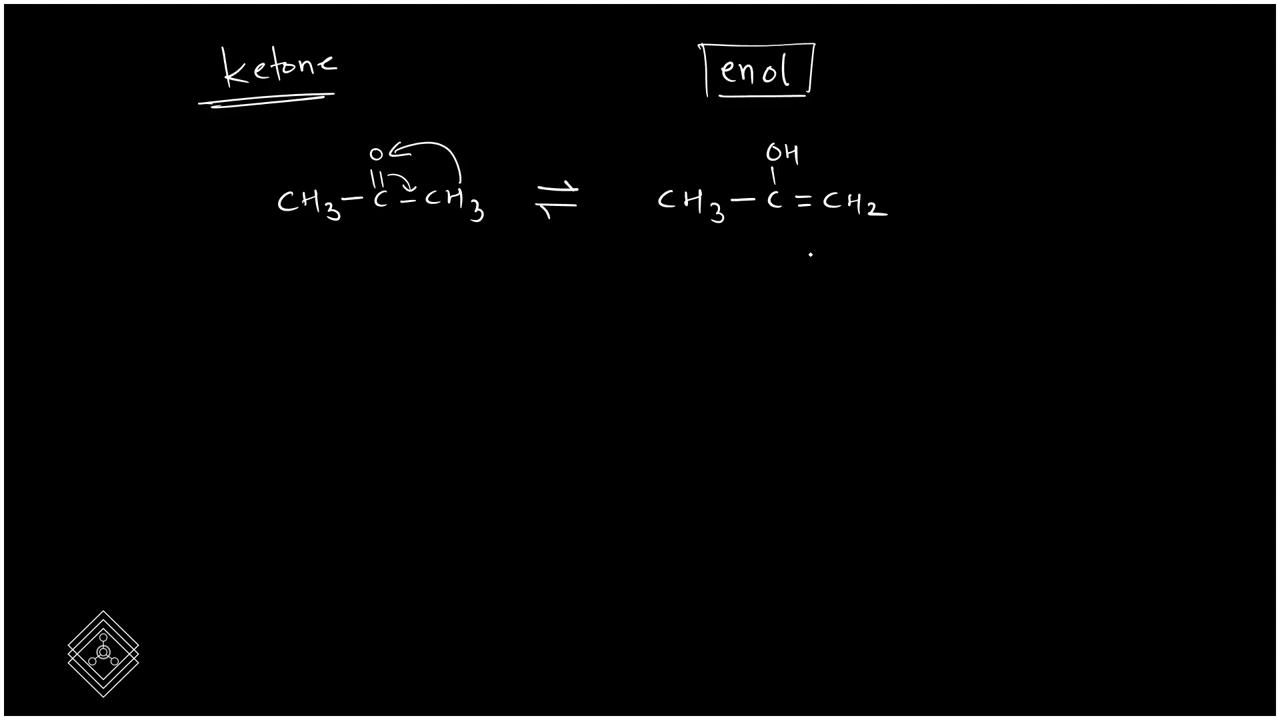 ketone enol
O OH
CH3-C-CH3 ⇌ CH3-C=CH2